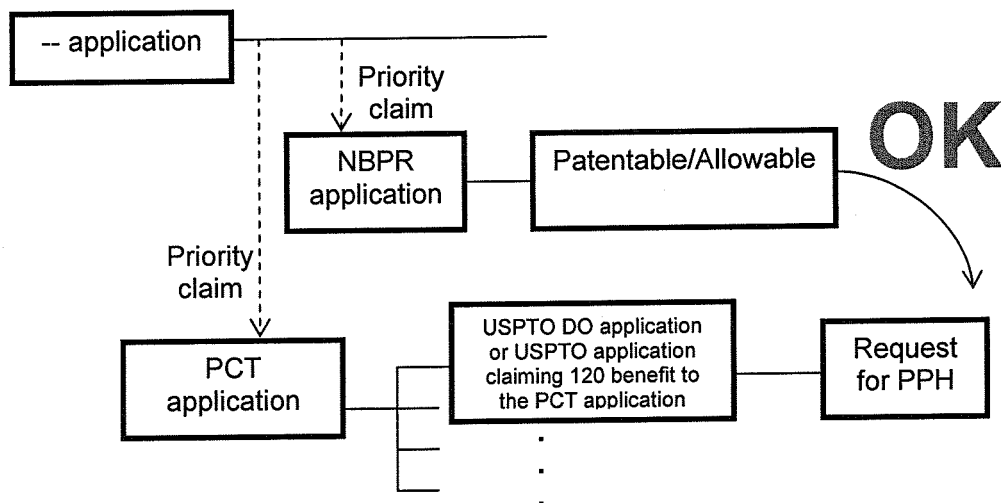 -- application
Priority
claim
OK
NBPR
application
Patentable/Allowable
Priority
claim
USPTO DO application
or USPTO application
claiming 120 benefit to
the PCT application
Request
for PPH
PCT
application